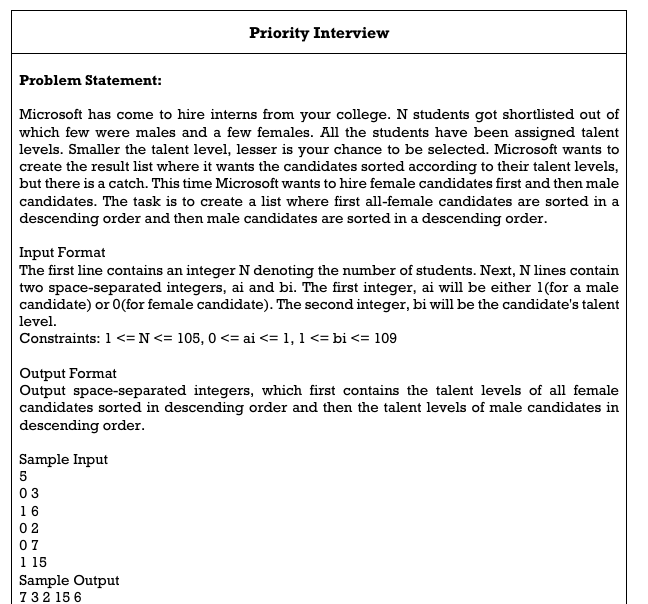 Priority Interview
Problem Statement:
Microsoft has come to hire interns from your college. N students got shortlisted out of
which few were males and a few females. All the students have been assigned talent
levels. Smaller the talent level, lesser is your chance to be selected. Microsoft wants to
create the result list where it wants the candidates sorted according to their talent levels,
but there is a catch. This time Microsoft wants to hire female candidates first and then male
candidates. The task is to create a list where first all-female candidates are sorted in a
descending order and then male candidates are sorted in a descending order.
Input Format
The first line contains an integer N denoting the number of students. Next, N lines contain
two space-separated integers, ai and bi. The first integer, ai will be either 1(for a male
candidate) or 0(for female candidate). The second integer, bi will be the candidate's talent
level.
Constraints: 1 <= N <= 105, 0 <= ai <= 1, 1 <= bi <= 109
Output Format
Output space-separated integers, which first contains the talent levels of all female
candidates sorted in descending order and then the talent levels of male candidates in
descending order.
Sample Input
5
0 3
1 6
0 2
0 7
1 15
Sample Output
7 3 2 15 6